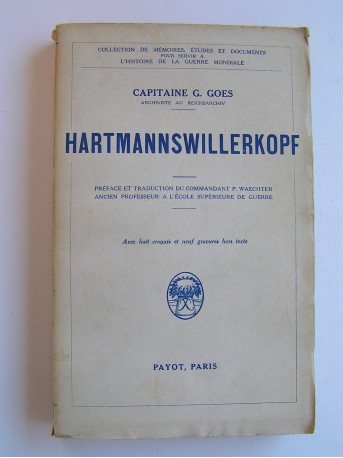 COLLECTION DE MÉMOIRES, ÉTUDES ET DOCUMENTS
POUR SERVIR A
L'HISTOIRE DE LA GUERRE MONDIALE
CAPITAINE G. GOES
ARCHIVISTE AU REICHSARCHIV
HARTMANNSWILLERKOPF
PRÉFACE ET TRADUCTION DU COMMANDANT P. WAECHTER
ANCIEN PROFESSEUR A L'ÉCOLE SUPÉRIEURE DE GUERRE
Avec huit croquis et neuf gravures hors texte
PAYOT, PARIS